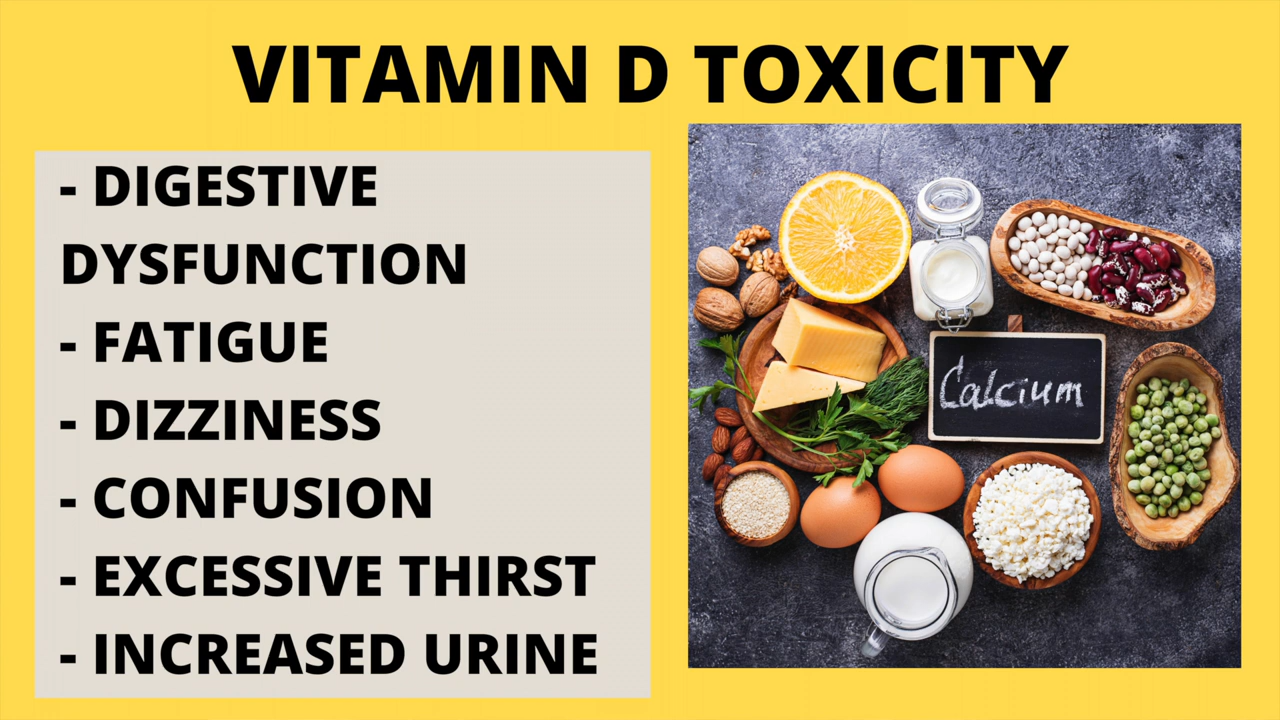 VITAMIN D TOXICITY
- DIGESTIVE
DYSFUNCTION
- FATIGUE
- DIZZINESS
- CONFUSION
- EXCESSIVE THIRST
- INCREASED URINE
Calcium